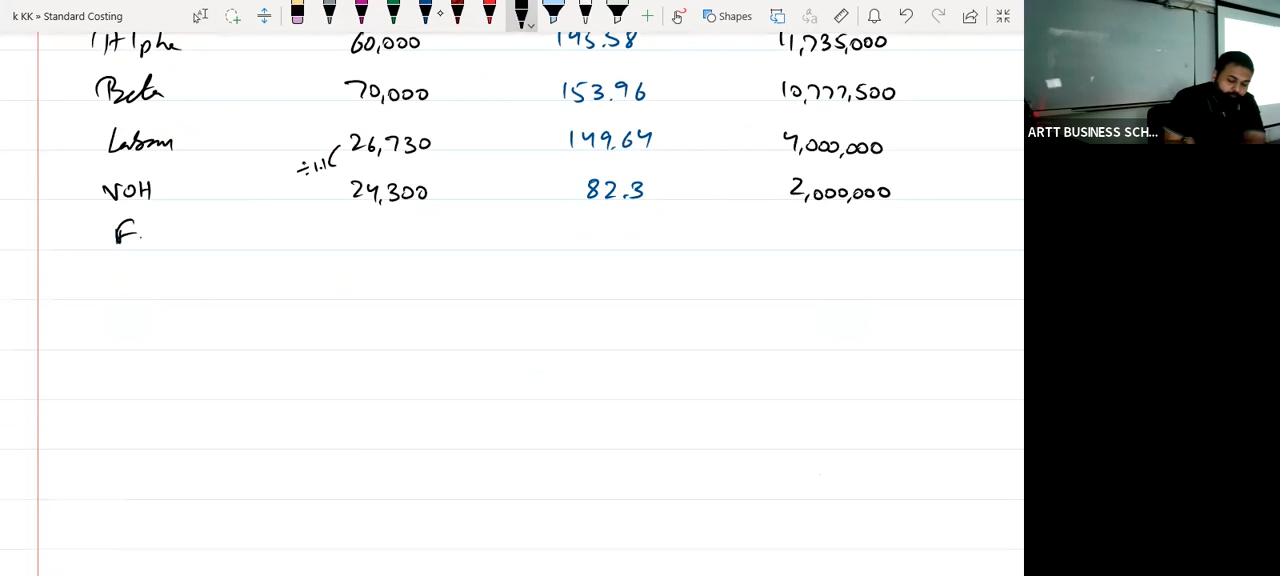 k KK » Standard Costing
Shapes
Alpha 60,000 195.58 11,735,000
Beta 70,000 153.96 10,777,500
Labour 26,730 149.64 4,000,000
÷1.1
VOH 24,300 82.3 2,000,000
F.
ARTT BUSINESS SCH...